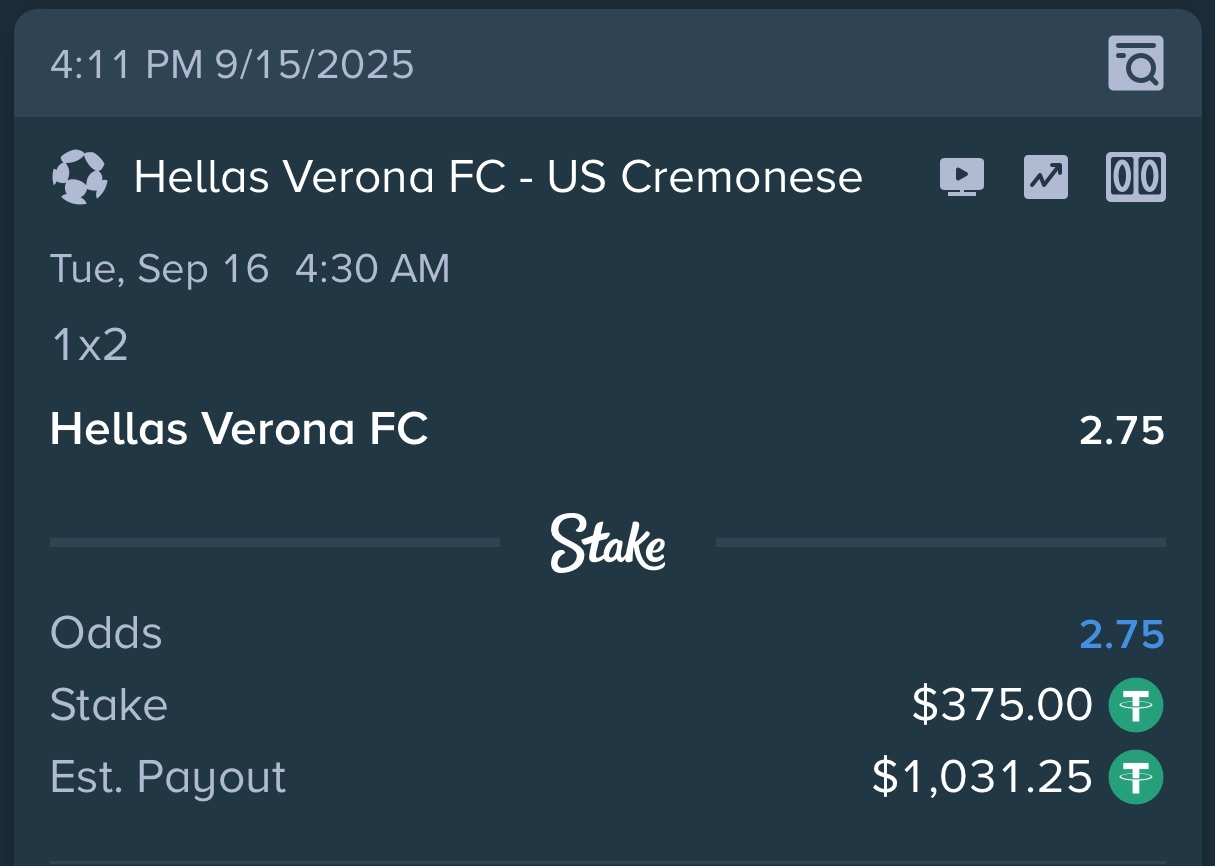 4:11 PM 9/15/2025
Hellas Verona FC - US Cremonese
Tue, Sep 16 4:30 AM
1x2
Hellas Verona FC 2.75
Stake
Odds 2.75
Stake $375.00
Est. Payout $1,031.25